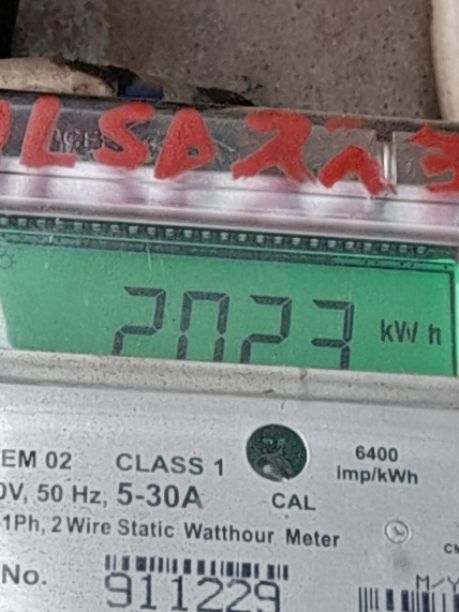 2023 kWh
EM 02 CLASS 1 6400
imp/kWh
0V, 50 Hz, 5-30A CAL
1Ph, 2 Wire Static Watthour Meter
No. 911229 M/Y